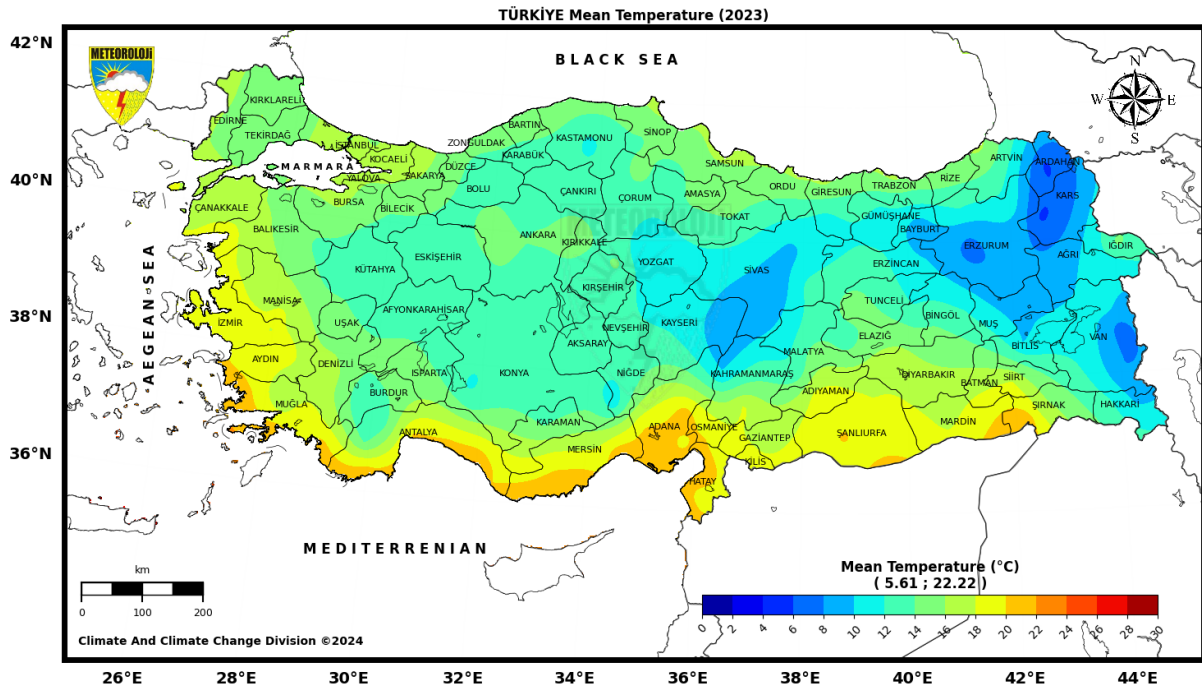 TÜRKİYE Mean Temperature (2023)
42°N
40°N
38°N
36°N
METEOROLOJİ
BLACK SEA
N
W E
S
KIRKLARELİ
EDİRNE
TEKİRDAĞ
İSTANBUL
KOCAELİ
MARMARA
YALOVA
SAKARYA
DÜZCE
ZONGULDAK
BARTIN
KARABÜK
KASTAMONU
SİNOP
SAMSUN
ORDU
GİRESUN
TRABZON
RİZE
ARTVİN
ARDAHAN
KARS
ÇANAKKALE
BURSA
BİLECİK
BOLU
ÇANKIRI
ÇORUM
AMASYA
TOKAT
GÜMÜŞHANE
BAYBURT
ERZURUM
AĞRI
IĞDIR
BALIKESİR
KÜTAHYA
ESKİŞEHİR
ANKARA
KIRIKKALE
YOZGAT
SİVAS
ERZİNCAN
METEOROLOJİ
AEGEAN SEA
MANİSA
İZMİR
UŞAK
AFYONKARAHİSAR
KIRŞEHİR
NEVŞEHİR
KAYSERİ
TUNCELİ
BİNGÖL
MUŞ
ELAZIĞ
BİTLİS
VAN
AYDIN
DENİZLİ
ISPARTA
KONYA
AKSARAY
NİĞDE
KAHRAMANMARAŞ
MALATYA
ADIYAMAN
DİYARBAKIR
BATMAN
SİİRT
ŞIRNAK
HAKKARİ
MUĞLA
BURDUR
ANTALYA
KARAMAN
MERSİN
ADANA
OSMANİYE
GAZİANTEP
KİLİS
ŞANLIURFA
MARDİN
HATAY
MEDITERRENIAN
km
0 100 200
Climate And Climate Change Division ©2024
Mean Temperature (°C)
( 5.61 ; 22.22 )
0 2 4 6 8 10 12 14 16 18 20 22 24 26 28 30
26°E 28°E 30°E 32°E 34°E 36°E 38°E 40°E 42°E 44°E